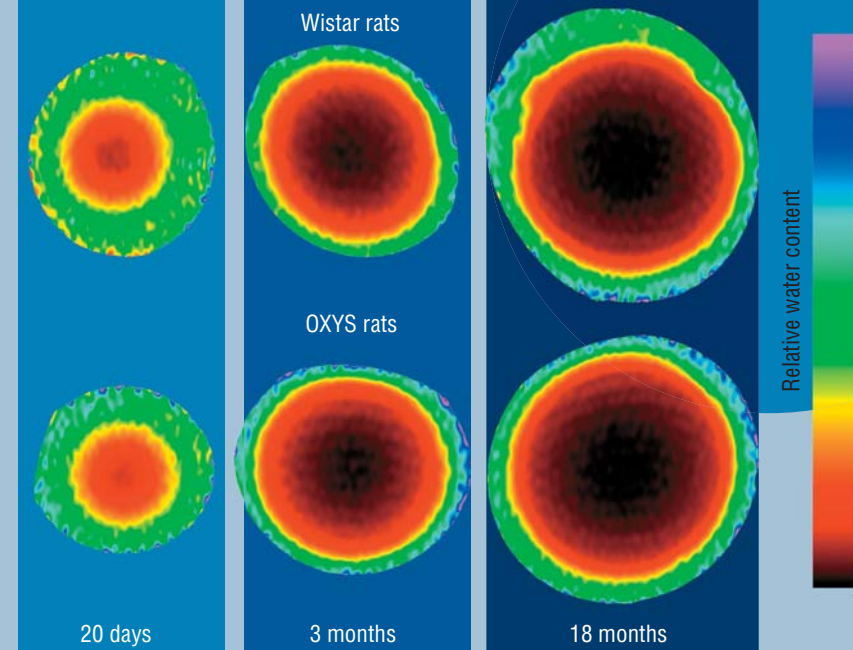 Wistar rats
OXYS rats
20 days
3 months
18 months
Relative water content